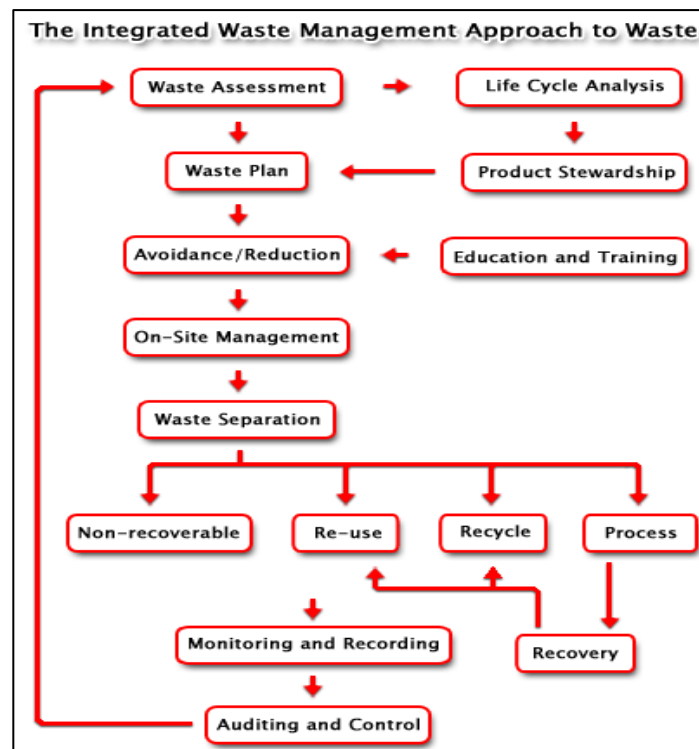 The Integrated Waste Management Approach to Waste
Waste Assessment
Life Cycle Analysis
Waste Plan
Product Stewardship
Avoidance/Reduction
Education and Training
On-Site Management
Waste Separation
Non-recoverable
Re-use
Recycle
Process
Monitoring and Recording
Recovery
Auditing and Control